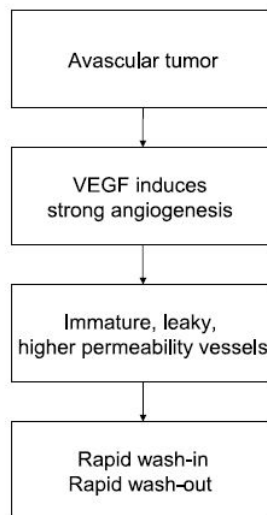 Avascular tumor
VEGF induces
strong angiogenesis
Immature, leaky,
higher permeability vessels
Rapid wash-in
Rapid wash-out